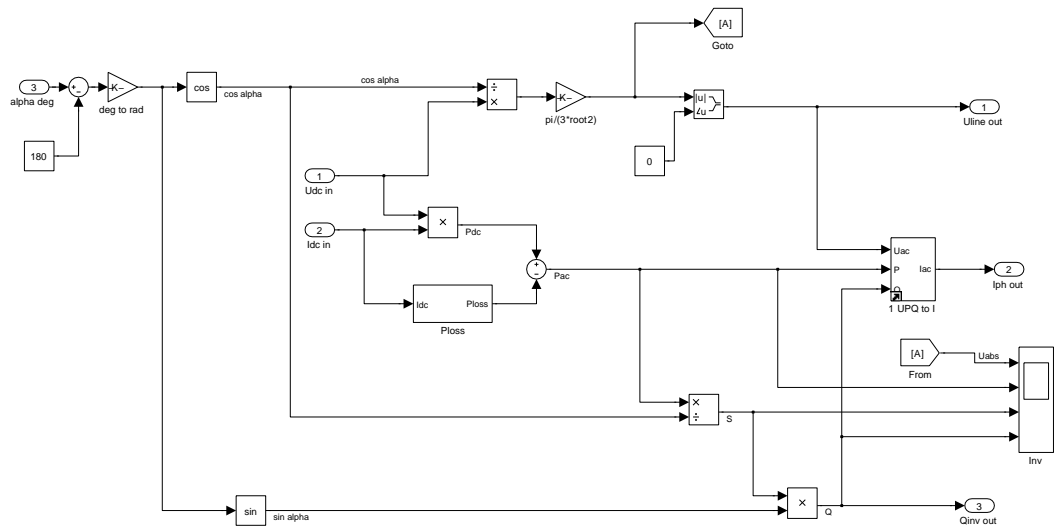 [A]
Goto
3
alpha deg
+
−
-K-
deg to rad
cos
cos alpha
cos alpha
÷
×
-K-
pi/(3*root2)
|u|
∠u
1
Uline out
180
0
1
Udc in
2
Idc in
×
Pdc
+
−
Pac
Idc
Ploss
Ploss
Uac
P
Iac
1 UPQ to I
2
Iph out
[A]
From
Uabs
Inv
×
÷
S
sin
sin alpha
×
Q
3
Qinv out